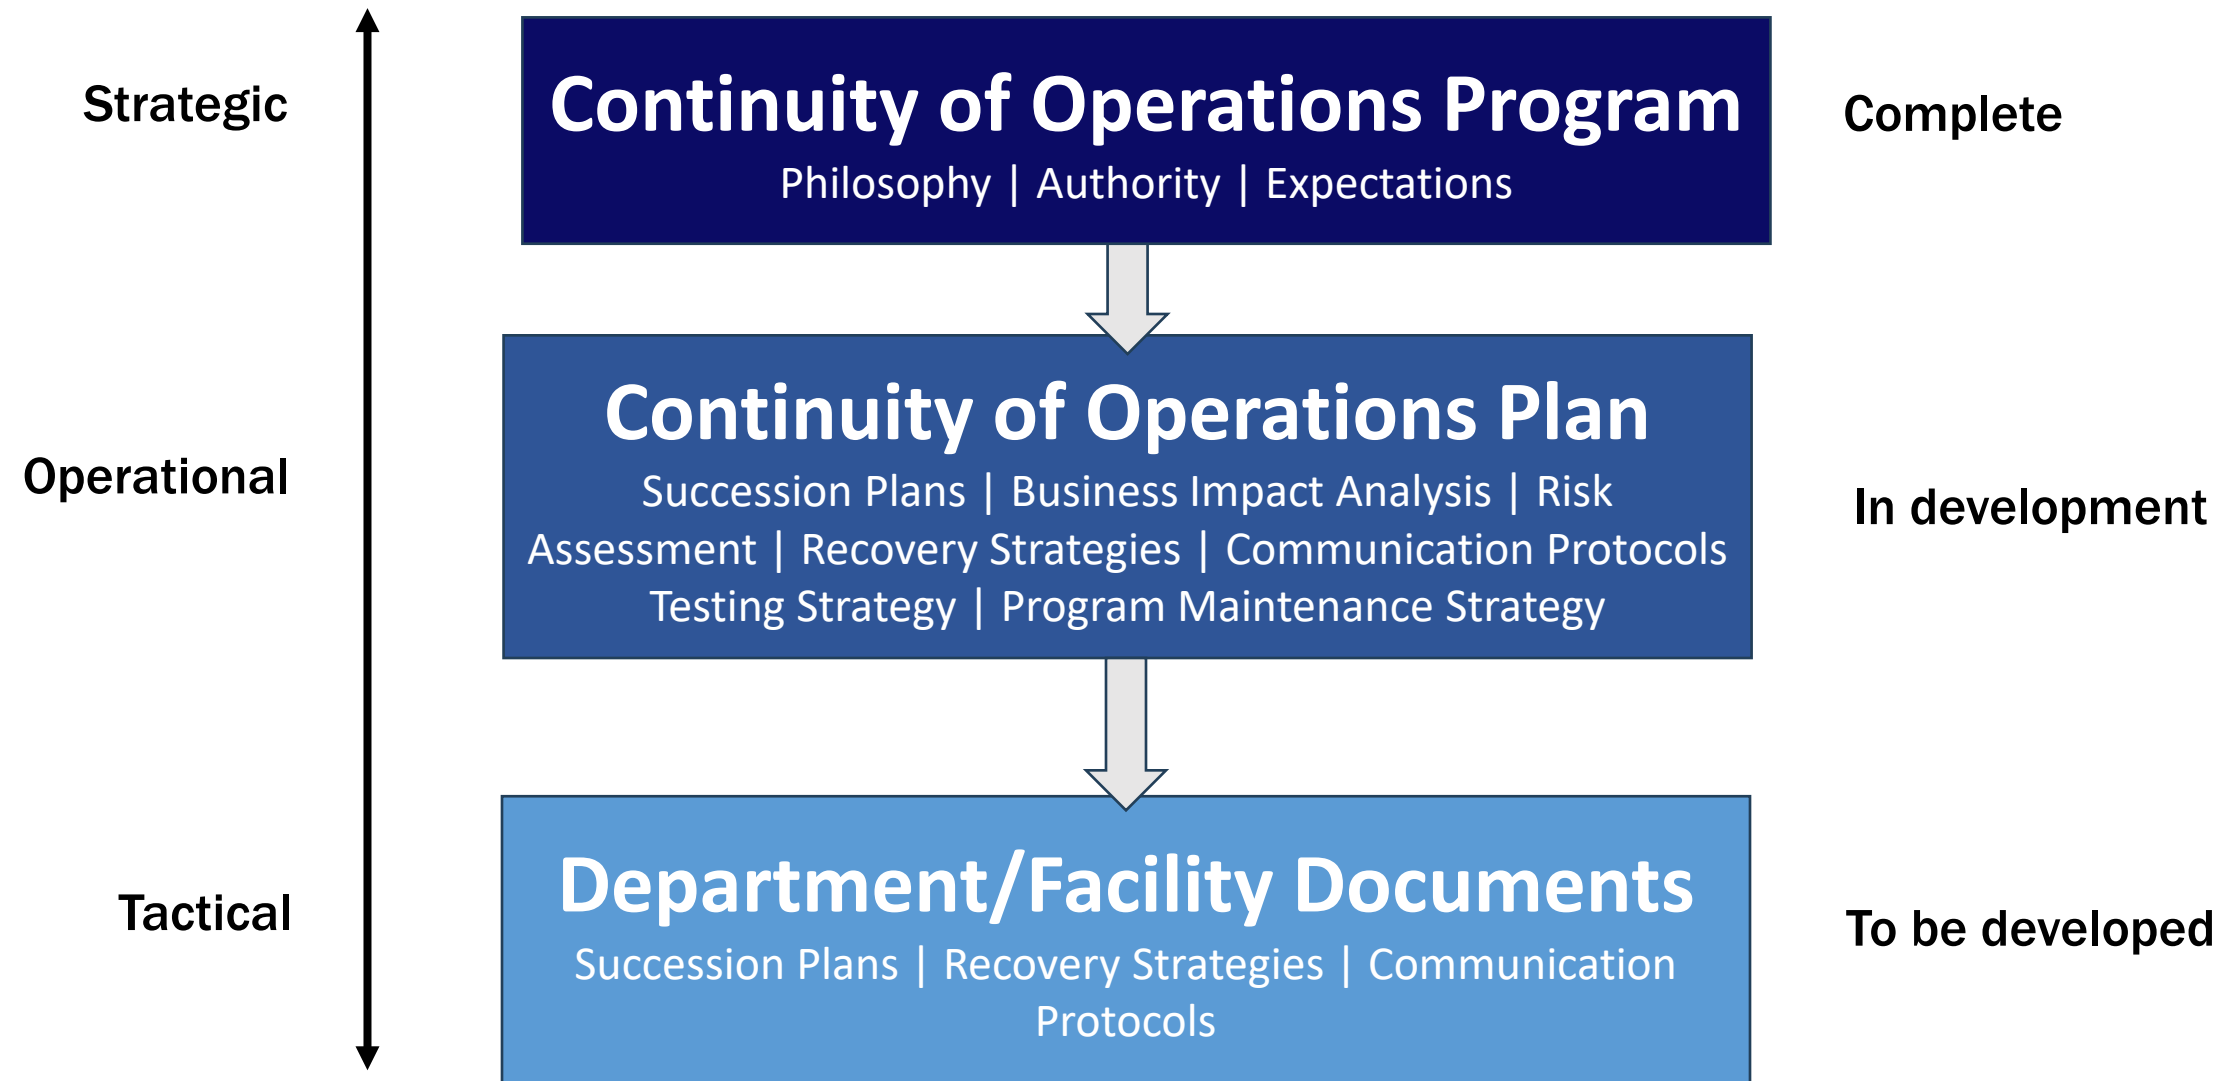 Strategic
Continuity of Operations Program
Philosophy | Authority | Expectations
Complete
Operational
Continuity of Operations Plan
Succession Plans | Business Impact Analysis | Risk
Assessment | Recovery Strategies | Communication Protocols
Testing Strategy | Program Maintenance Strategy
In development
Tactical
Department/Facility Documents
Succession Plans | Recovery Strategies | Communication
Protocols
To be developed